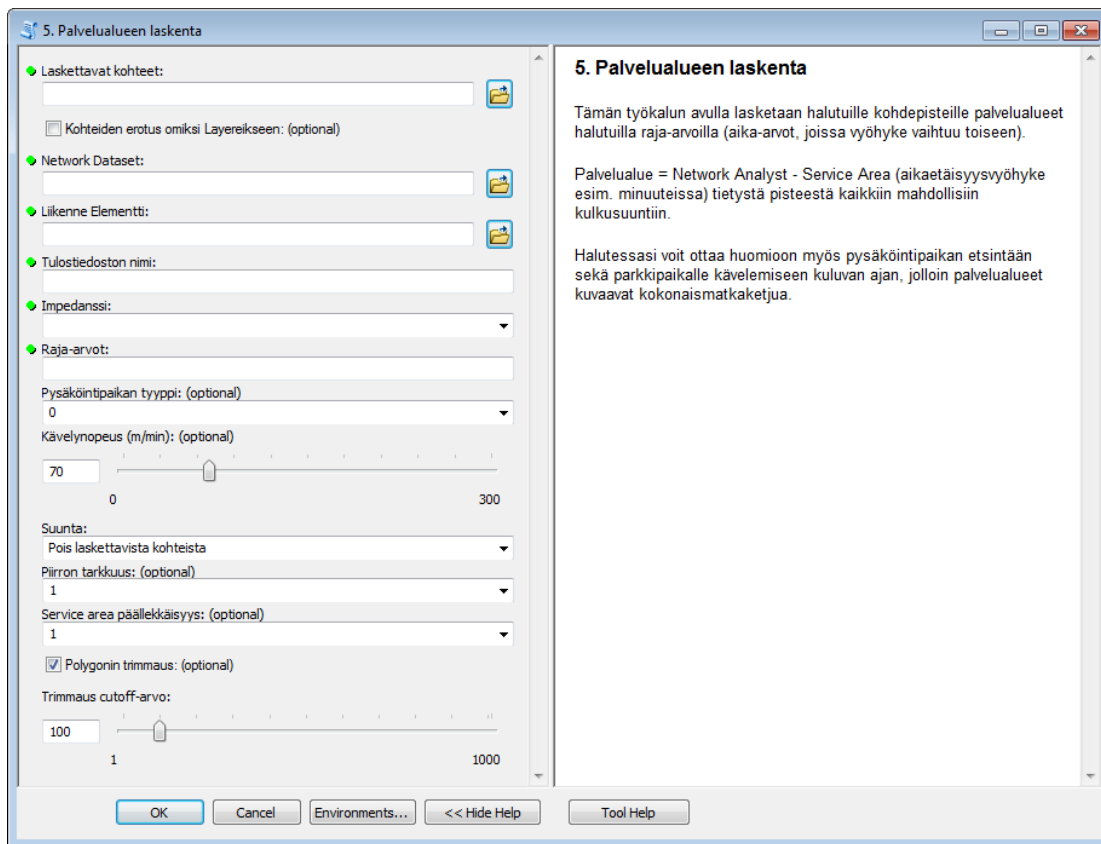 5. Palvelualueen laskenta
Laskettavat kohteet:
Kohteiden erotus omiksi Layereikseen: (optional)
Network Dataset:
Liikenne Elementti:
Tulostiedoston nimi:
Impedanssi:
Raja-arvot:
Pysäköintipaikan tyyppi: (optional)
0
Kävelynopeus (m/min): (optional)
70
0 300
Suunta:
Pois laskettavista kohteista
Piirron tarkkuus: (optional)
1
Service area päällekkäisyys: (optional)
1
Polygonin trimmaus: (optional)
Trimmaus cutoff-arvo:
100
1 1000
5. Palvelualueen laskenta
Tämän työkalun avulla lasketaan halutuille kohdepisteille palvelualueet
halutuilla raja-arvoilla (aika-arvot, joissa vyöhyke vaihtuu toiseen).
Palvelualue = Network Analyst - Service Area (aikaetäisyysvyöhyke
esim. minuuteissa) tietystä pisteestä kaikkiin mahdollisiin
kulkusuuntiin.
Halutessasi voit ottaa huomioon myös pysäköintipaikan etsintään
sekä parkkipaikalle kävelemiseen kuluvan ajan, jolloin palvelualueet
kuvaavat kokonaismatkaketjua.
OK Cancel Environments... << Hide Help Tool Help